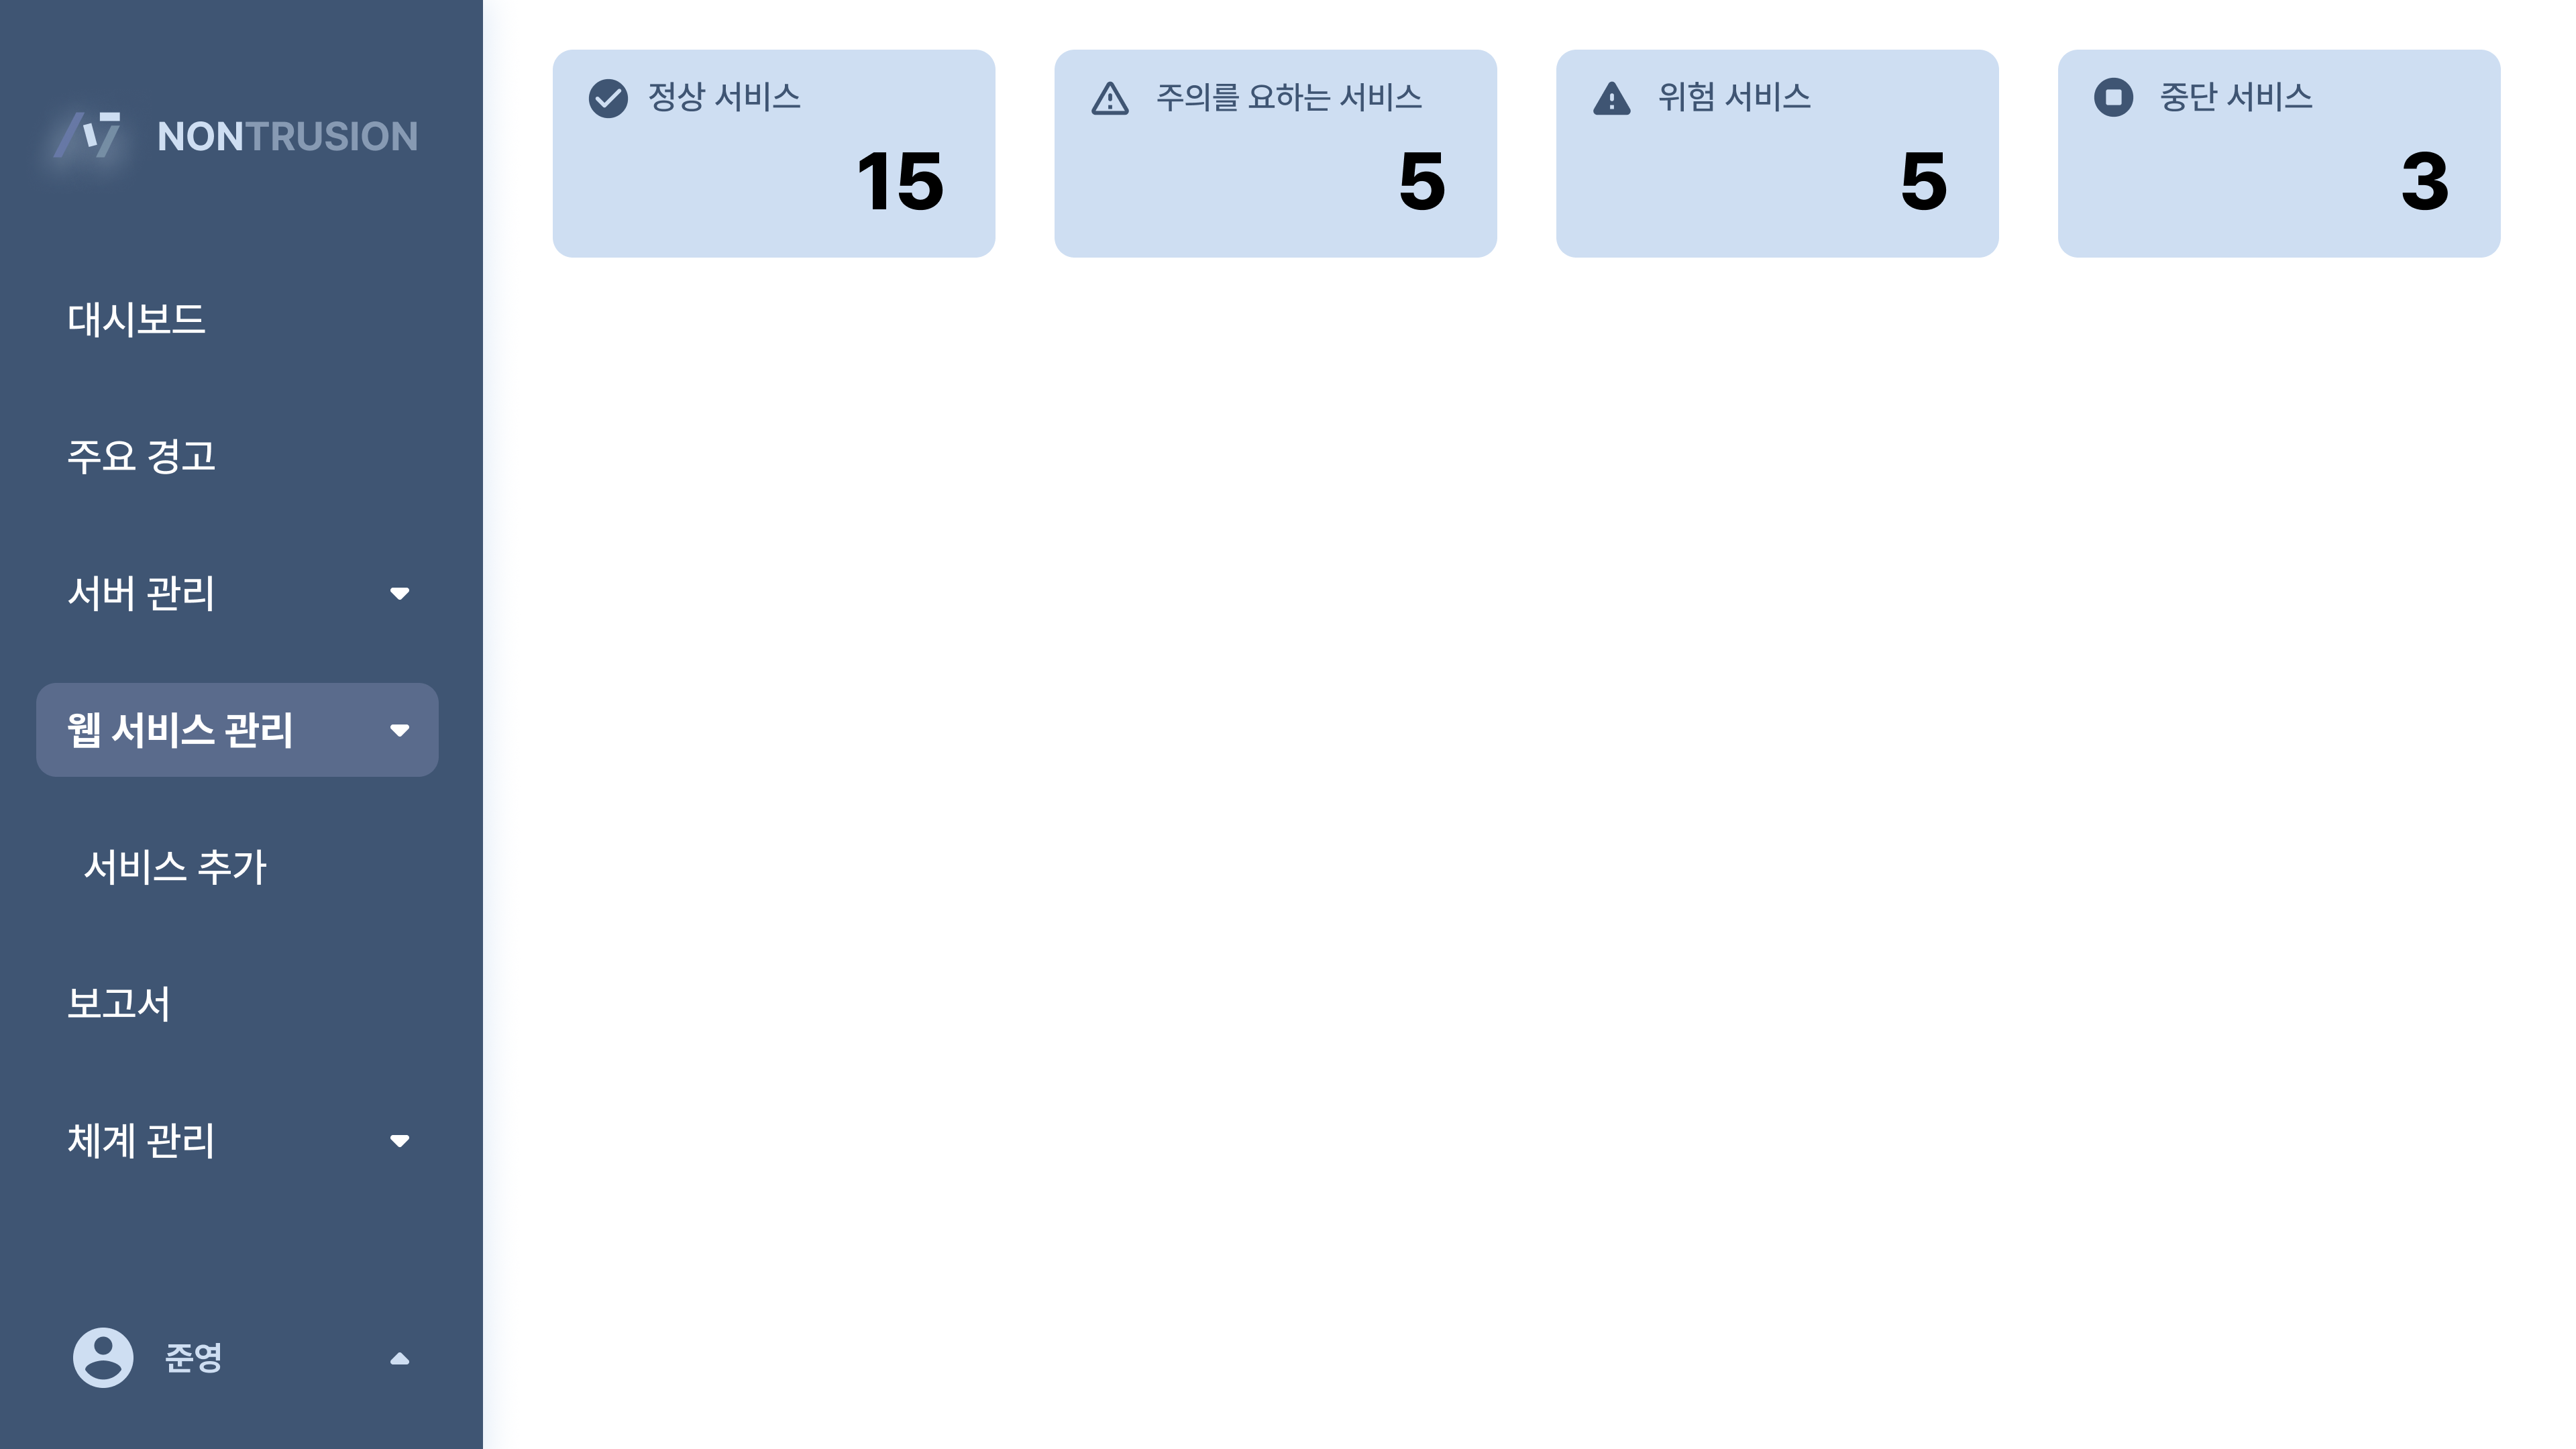 NONTRUSION
대시보드
주요 경고
서버 관리
웹 서비스 관리
서비스 추가
보고서
체계 관리
준영
정상 서비스
15
주의를 요하는 서비스
5
위험 서비스
5
중단 서비스
3